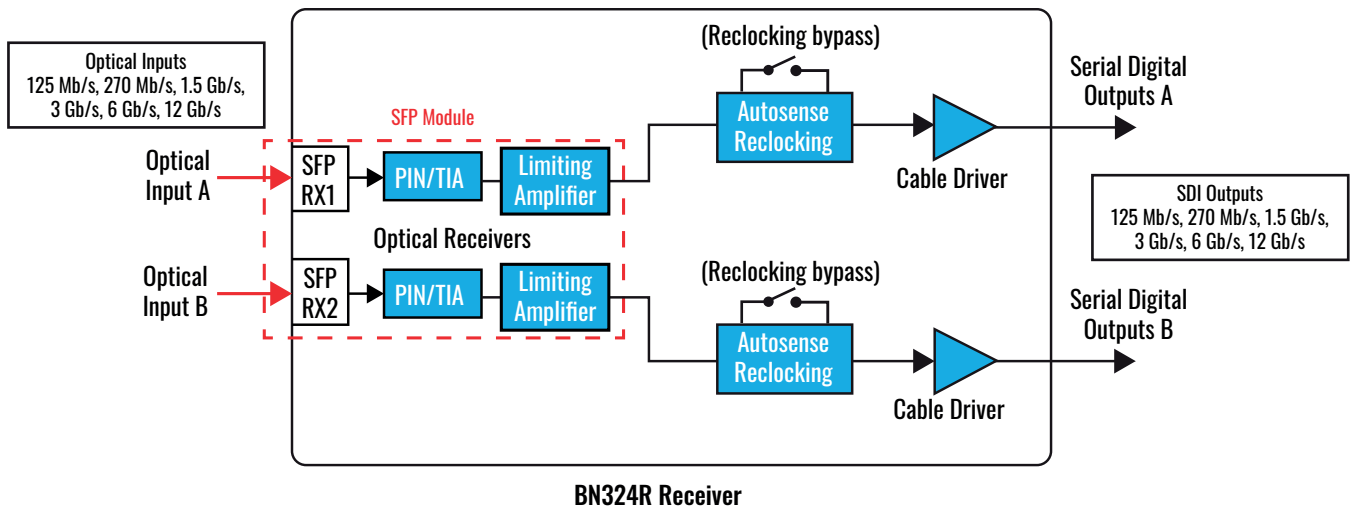 Optical Inputs
125 Mb/s, 270 Mb/s, 1.5 Gb/s,
3 Gb/s, 6 Gb/s, 12 Gb/s
SFP Module
Optical
Input A
SFP
RX1
PIN/TIA
Limiting
Amplifier
(Reclocking bypass)
Autosense
Reclocking
Cable Driver
Serial Digital
Outputs A
Optical Receivers
SDI Outputs
125 Mb/s, 270 Mb/s, 1.5 Gb/s,
3 Gb/s, 6 Gb/s, 12 Gb/s
Optical
Input B
SFP
RX2
PIN/TIA
Limiting
Amplifier
(Reclocking bypass)
Autosense
Reclocking
Cable Driver
Serial Digital
Outputs B
BN324R Receiver